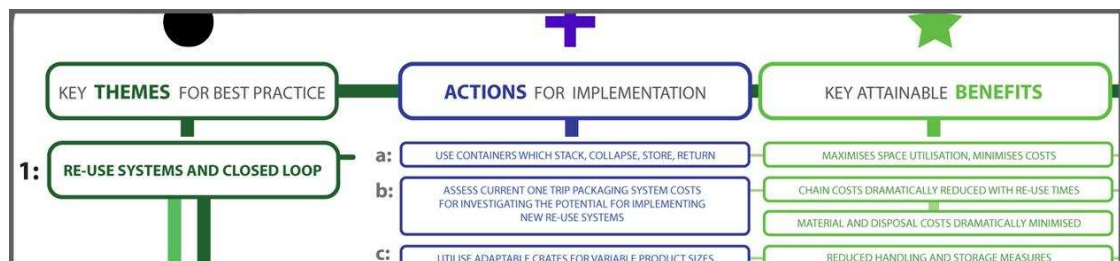 KEY THEMES FOR BEST PRACTICE
ACTIONS FOR IMPLEMENTATION
KEY ATTAINABLE BENEFITS
1:
RE-USE SYSTEMS AND CLOSED LOOP
a:
USE CONTAINERS WHICH STACK, COLLAPSE, STORE, RETURN
MAXIMISES SPACE UTILISATION, MINIMISES COSTS
b:
ASSESS CURRENT ONE TRIP PACKAGING SYSTEM COSTS
FOR INVESTIGATING THE POTENTIAL FOR IMPLEMENTING
NEW RE-USE SYSTEMS
CHAIN COSTS DRAMATICALLY REDUCED WITH RE-USE TIMES
MATERIAL AND DISPOSAL COSTS DRAMATICALLY MINIMISED
c:
UTILISE ADAPTABLE CRATES FOR VARIABLE PRODUCT SIZES
REDUCED HANDLING AND STORAGE MEASURES